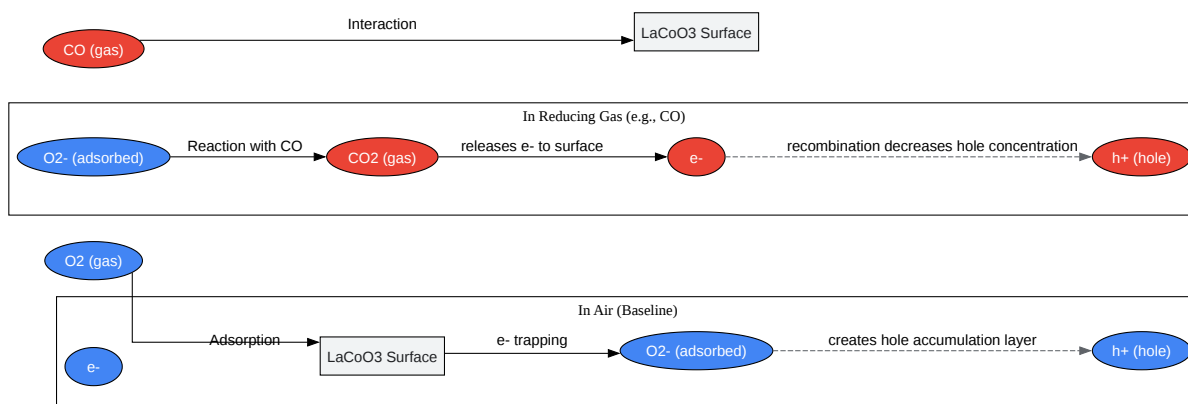 Interaction
CO (gas)
LaCoO3 Surface
In Reducing Gas (e.g., CO)
O2- (adsorbed)
Reaction with CO
CO2 (gas)
releases e- to surface
e-
recombination decreases hole concentration
h+ (hole)
O2 (gas)
In Air (Baseline)
e-
Adsorption
LaCoO3 Surface
e- trapping
O2- (adsorbed)
creates hole accumulation layer
h+ (hole)